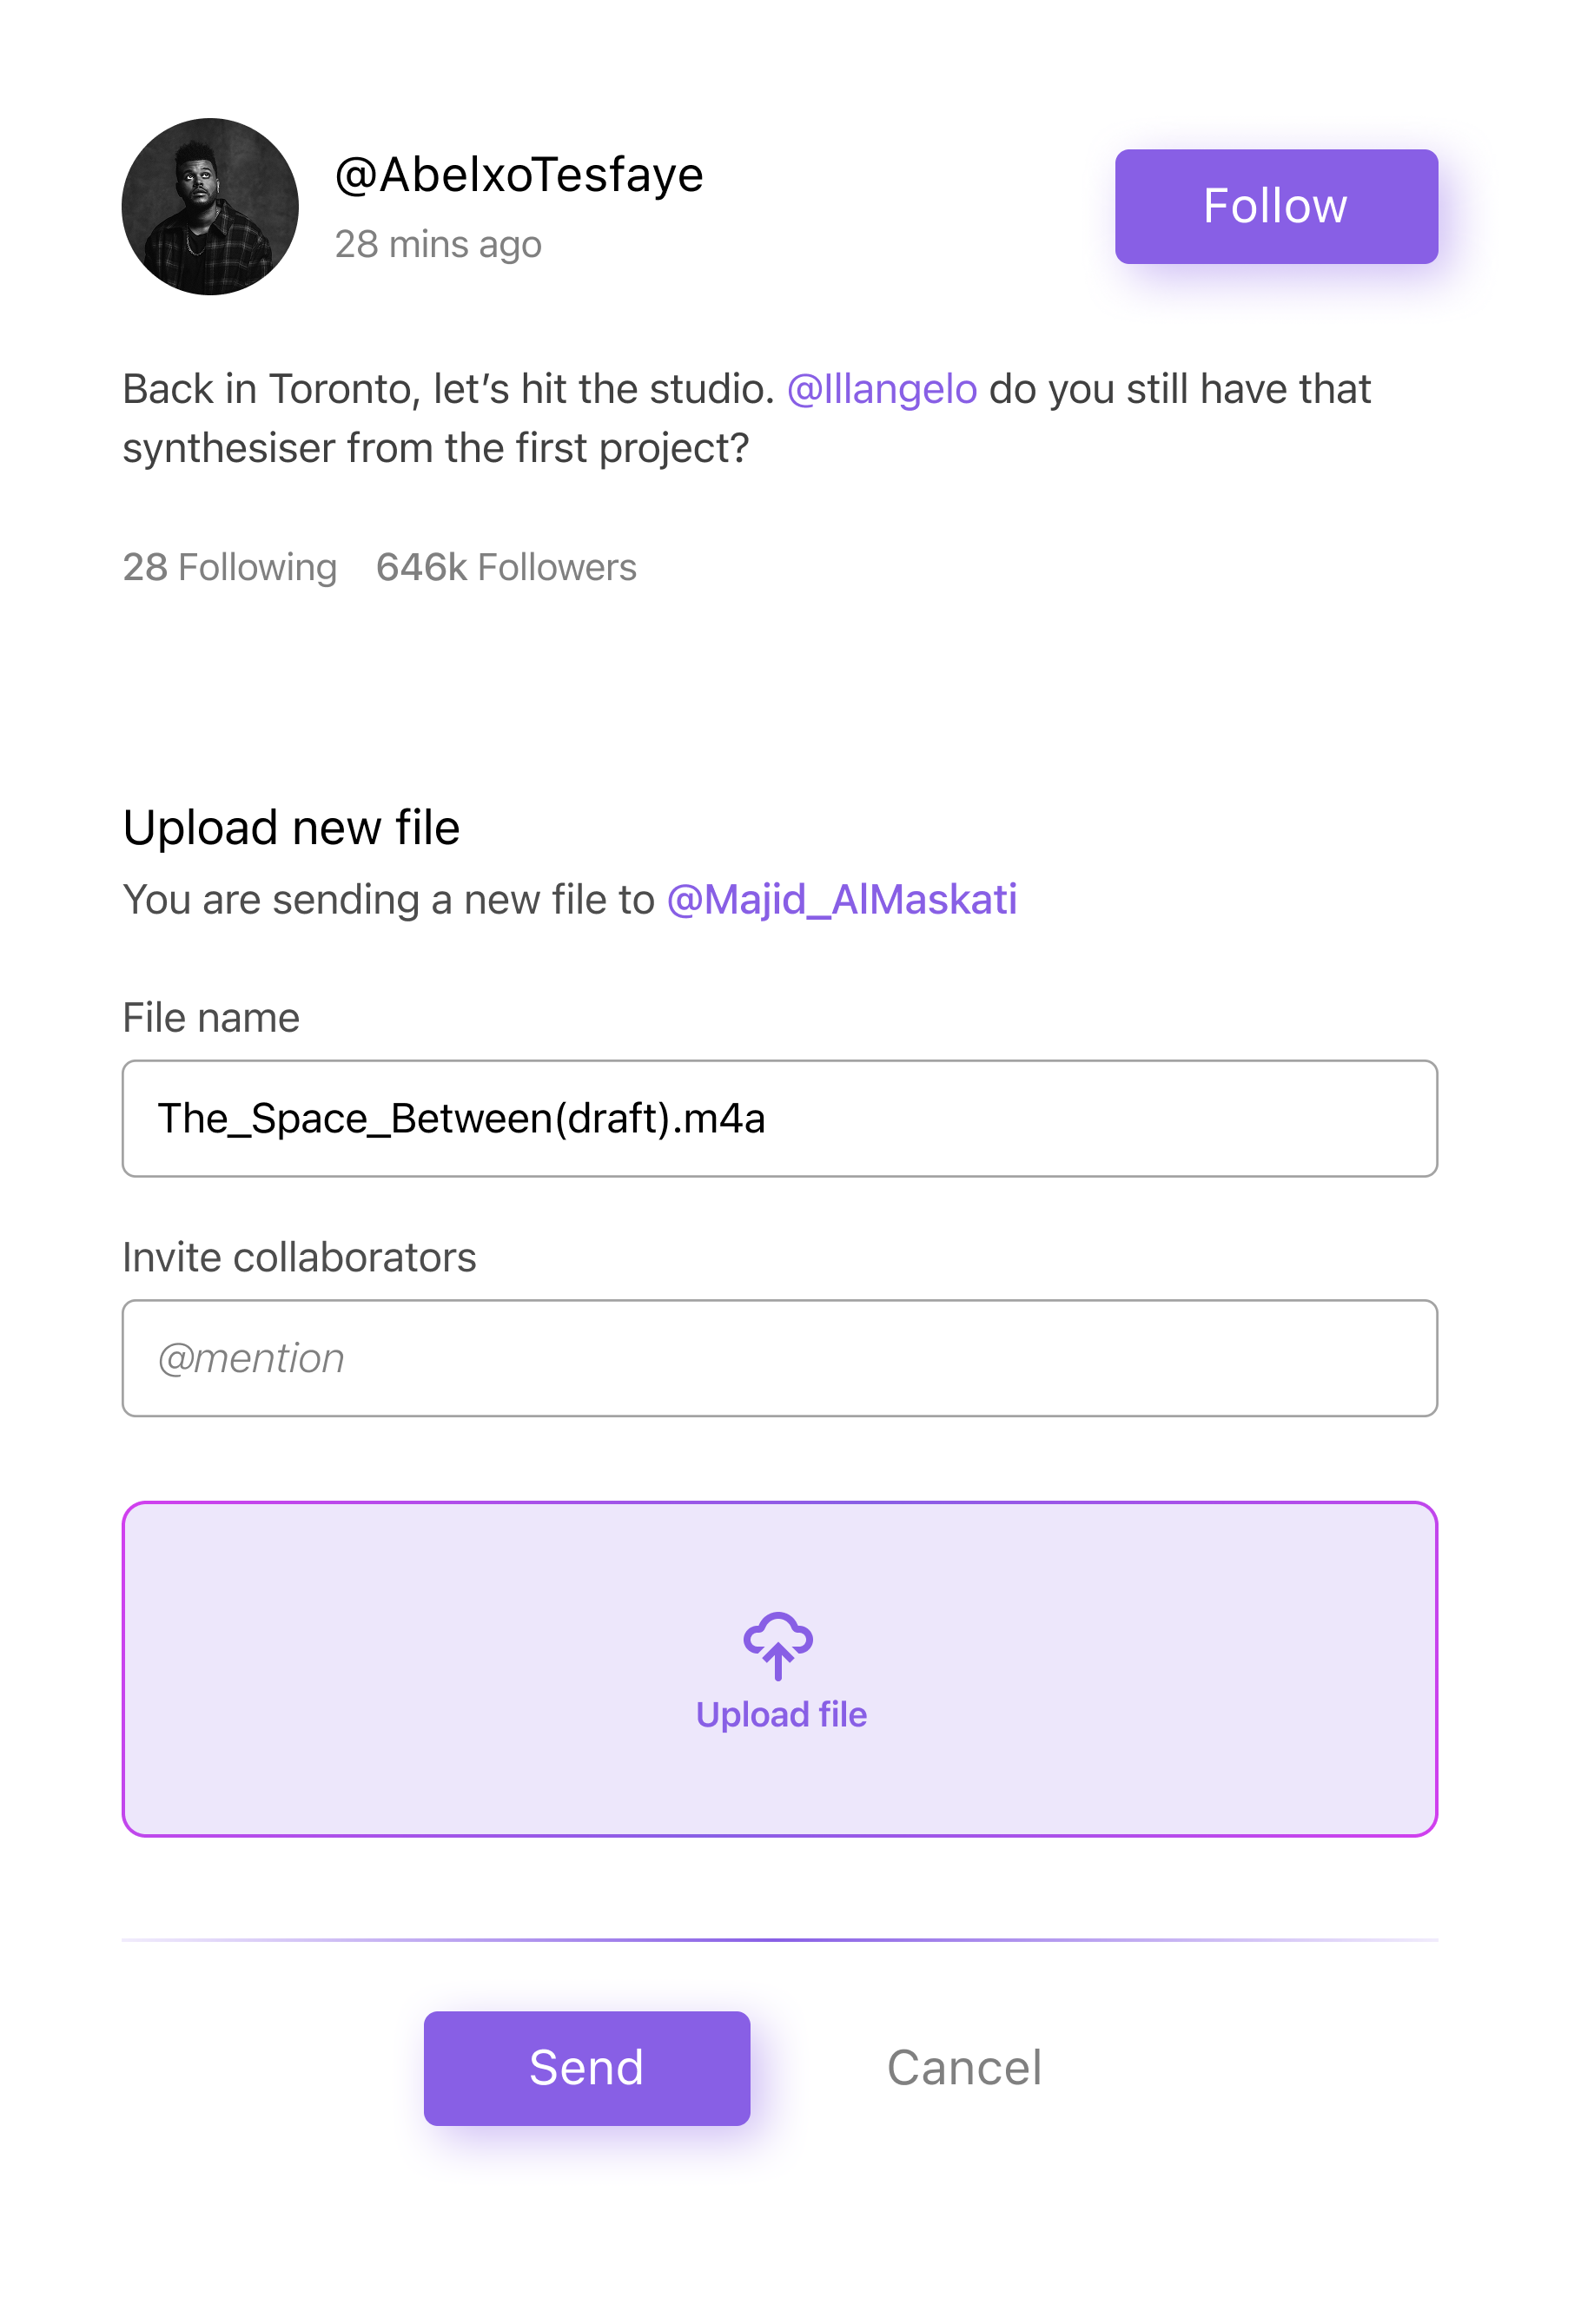 @AbelxoTesfaye
28 mins ago
Follow
Back in Toronto, let’s hit the studio. @Illangelo do you still have that
synthesiser from the first project?
28 Following 646k Followers
Upload new file
You are sending a new file to @Majid_AlMaskati
File name
The_Space_Between(draft).m4a
Invite collaborators
@mention
Upload file
Send
Cancel